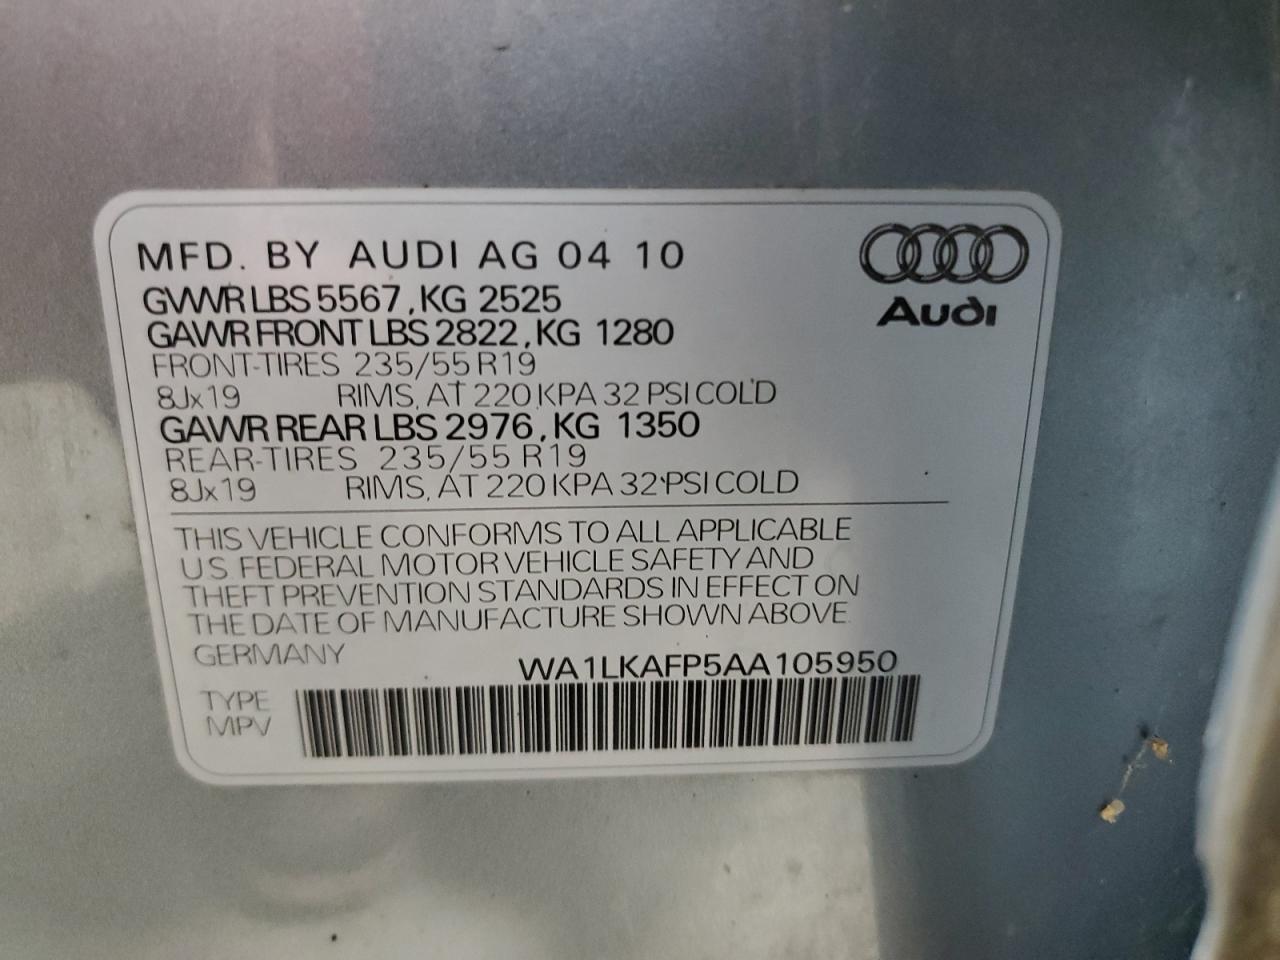 MFD. BY AUDI AG 04 10
GVWR LBS 5567, KG 2525
GAWR FRONT LBS 2822, KG 1280
FRONT-TIRES 235/55 R19
8Jx19 RIMS, AT 220 KPA 32 PSI COLD
GAWR REAR LBS 2976, KG 1350
REAR-TIRES 235/55 R19
8Jx19 RIMS, AT 220 KPA 32 PSI COLD
Audi
THIS VEHICLE CONFORMS TO ALL APPLICABLE
U.S. FEDERAL MOTOR VEHICLE SAFETY AND
THEFT PREVENTION STANDARDS IN EFFECT ON
THE DATE OF MANUFACTURE SHOWN ABOVE.
GERMANY WA1LKAFP5AA105950
TYPE
MPV